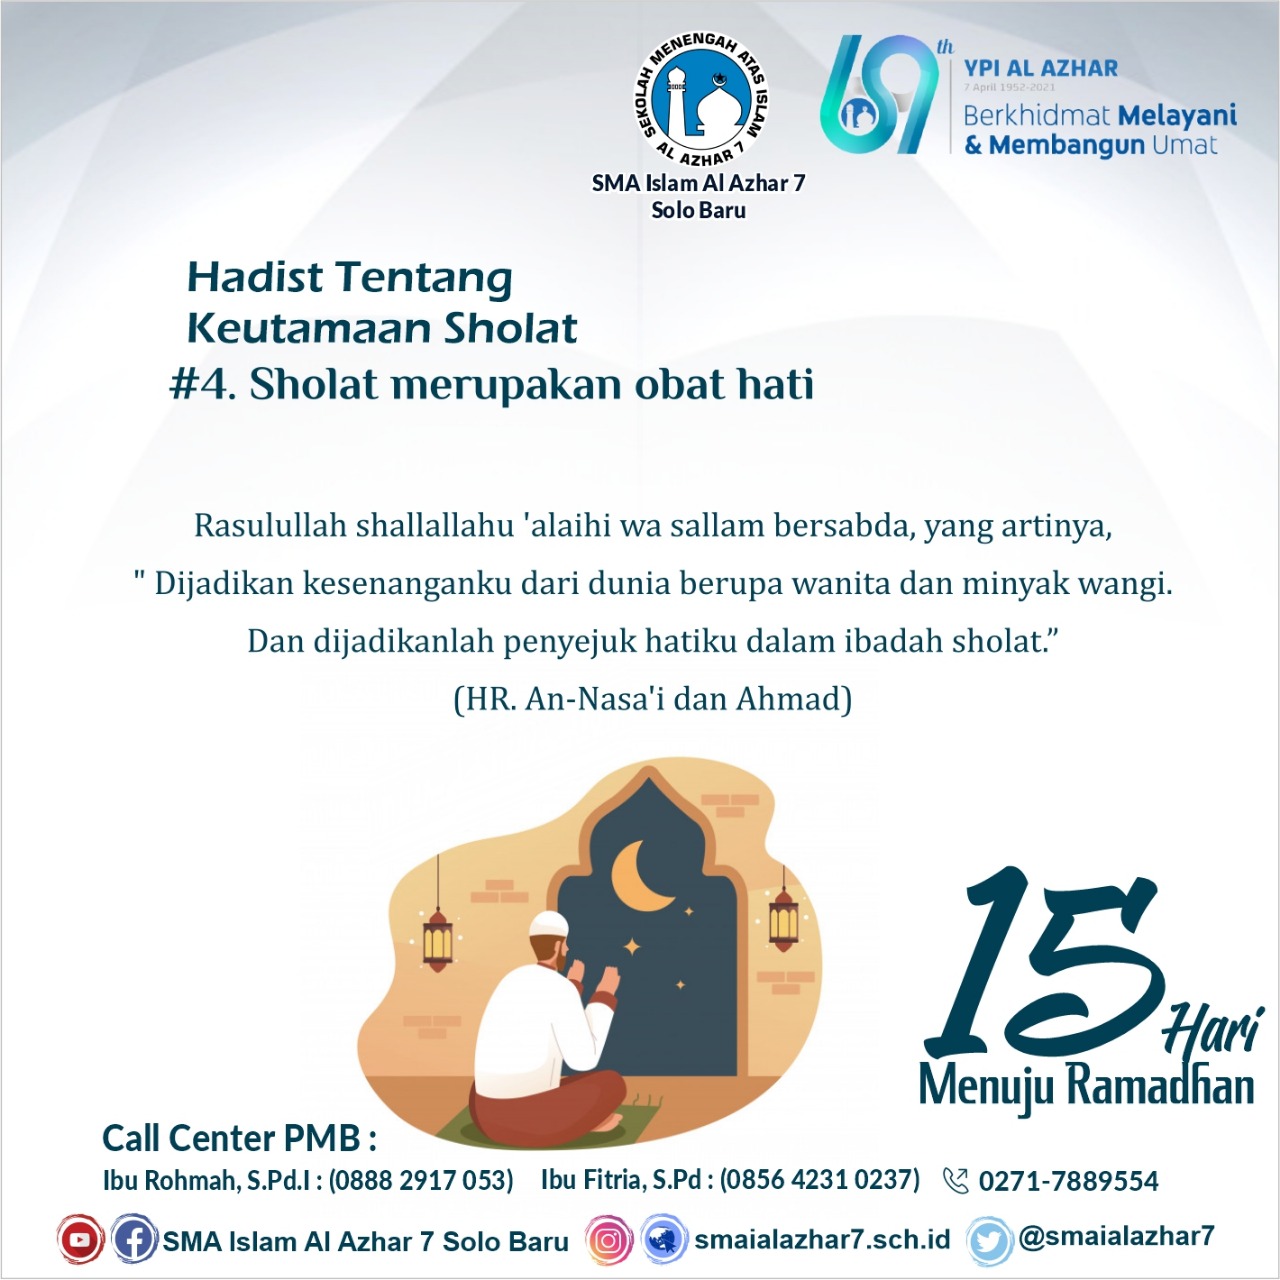 SEKOLAH MENENGAH ATAS ISLAM
AL AZHAR 7
SMA Islam Al Azhar 7
Solo Baru
69th
YPI AL AZHAR
7 April 1952-2021
Berkhidmat Melayani
& Membangun Umat
Hadist Tentang
Keutamaan Sholat
#4. Sholat merupakan obat hati
Rasulullah shallallahu 'alaihi wa sallam bersabda, yang artinya,
" Dijadikan kesenanganku dari dunia berupa wanita dan minyak wangi.
Dan dijadikanlah penyejuk hatiku dalam ibadah sholat.”
(HR. An-Nasa'i dan Ahmad)
15 Hari
Menuju Ramadhan
Call Center PMB :
Ibu Rohmah, S.Pd.I : (0888 2917 053) Ibu Fitria, S.Pd : (0856 4231 0237) 0271-7889554
SMA Islam Al Azhar 7 Solo Baru smaialazhar7.sch.id @smaialazhar7